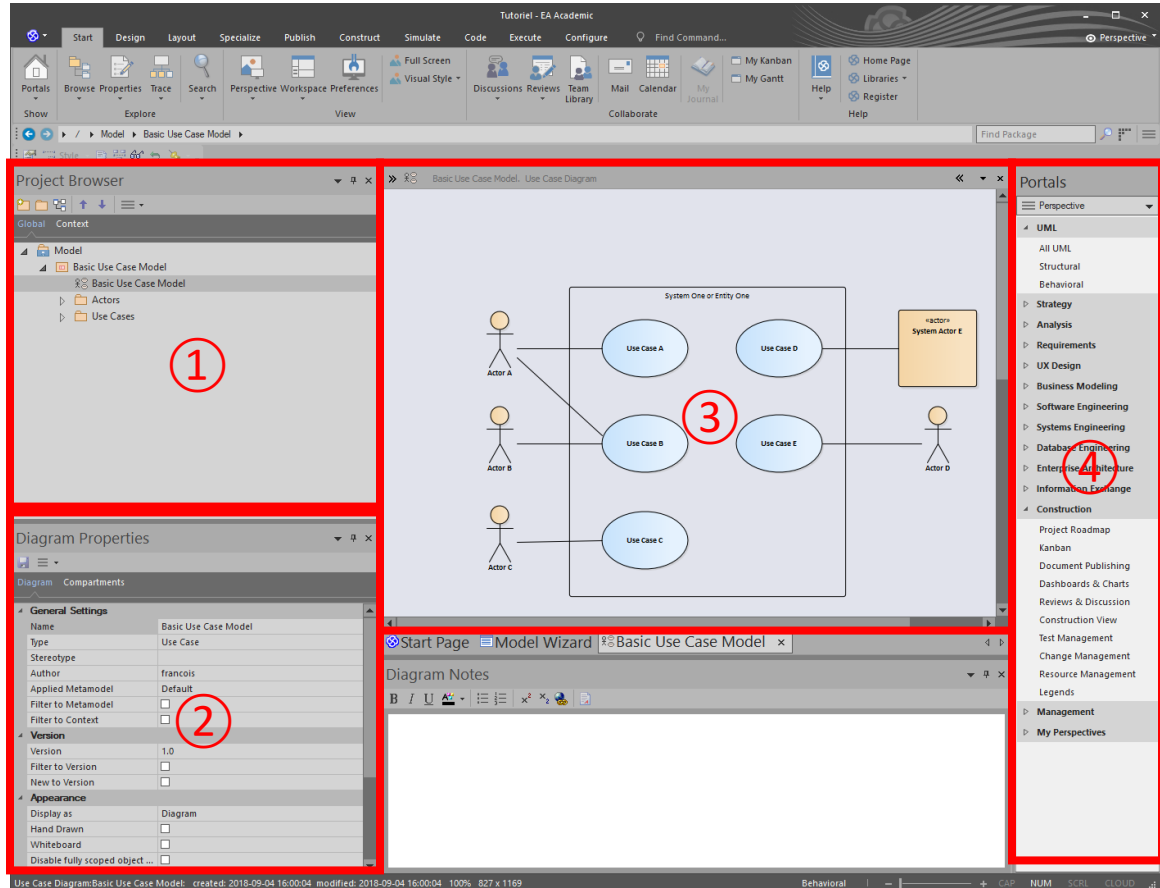 Tutoriel - EA Academic
Start Design Layout Specialize Publish Construct Simulate Code Execute Configure Find Command... Perspective
Portals Browse Properties Trace Search Perspective Workspace Preferences
Full Screen
Visual Style
Discussions Reviews Team Library Mail Calendar My Journal
My Kanban
My Gantt
Help
Home Page
Libraries
Register
Show Explore View Collaborate Help
/ Model Basic Use Case Model Find Package
Style
Project Browser
Global Context
Model
Basic Use Case Model
Basic Use Case Model
Actors
Use Cases
①
Diagram Properties
Diagram Compartments
General Settings
Name Basic Use Case Model
Type Use Case
Stereotype
Author francois
Applied Metamodel Default
Filter to Metamodel
Filter to Context
②
Version
Version 1.0
Filter to Version
New to Version
Appearance
Display as Diagram
Hand Drawn
Whiteboard
Disable fully scoped object ...
Basic Use Case Model. Use Case Diagram
System One or Entity One
Actor A
Use Case A
Use Case D
«actor»
System Actor E
Actor B
Use Case B
③
Use Case E
Actor D
Actor C
Use Case C
Start Page Model Wizard Basic Use Case Model
Diagram Notes
B I U A x² x₂
Portals
Perspective
UML
All UML
Structural
Behavioral
Strategy
Analysis
Requirements
UX Design
Business Modeling
Software Engineering
Systems Engineering
Database Engineering
Enterprise Architecture
④
Information Exchange
Construction
Project Roadmap
Kanban
Document Publishing
Dashboards & Charts
Reviews & Discussion
Construction View
Test Management
Change Management
Resource Management
Legends
Management
My Perspectives
Use Case Diagram:Basic Use Case Model: created: 2018-09-04 16:00:04 modified: 2018-09-04 16:00:04 100% 827 x 1169 Behavioral CAP NUM SCRL CLOUD